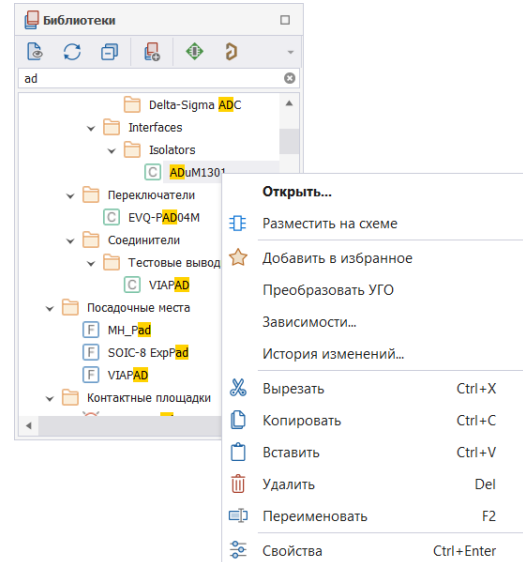 Библиотеки
ad
Delta-Sigma ADC
Interfaces
Isolators
ADuM1301
Переключатели
EVQ-PAD04M
Соединители
Тестовые вывод
VIAPAD
Посадочные места
MH_Pad
SOIC-8 ExpPad
VIAPAD
Контактные площадки
Открыть...
Разместить на схеме
Добавить в избранное
Преобразовать УГО
Зависимости...
История изменений...
Вырезать Ctrl+X
Копировать Ctrl+C
Вставить Ctrl+V
Удалить Del
Переименовать F2
Свойства Ctrl+Enter